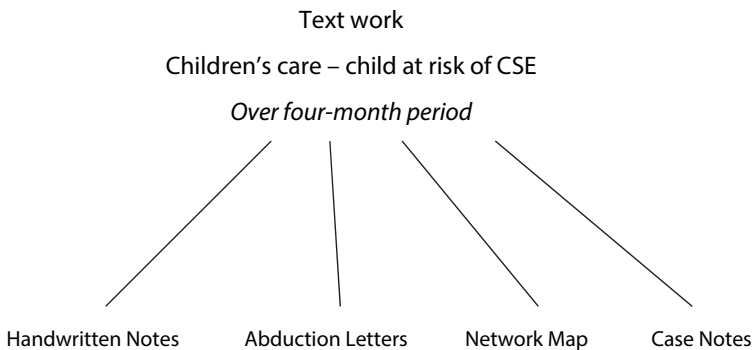 Text work
Children’s care – child at risk of CSE
Over four-month period
Handwritten Notes Abduction Letters Network Map Case Notes